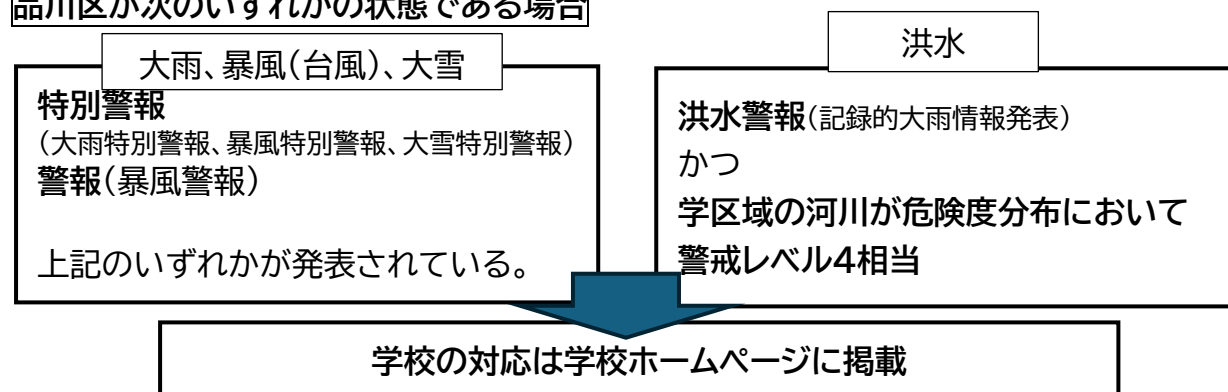 品川区が次のいずれかの状態である場合
大雨、暴風(台風)、大雪
特別警報
(大雨特別警報、暴風特別警報、大雪特別警報)
警報(暴風警報)
上記のいずれかが発表されている。
洪水
洪水警報(記録的大雨情報発表)
かつ
学区域の河川が危険度分布において
警戒レベル4相当
学校の対応は学校ホームページに掲載